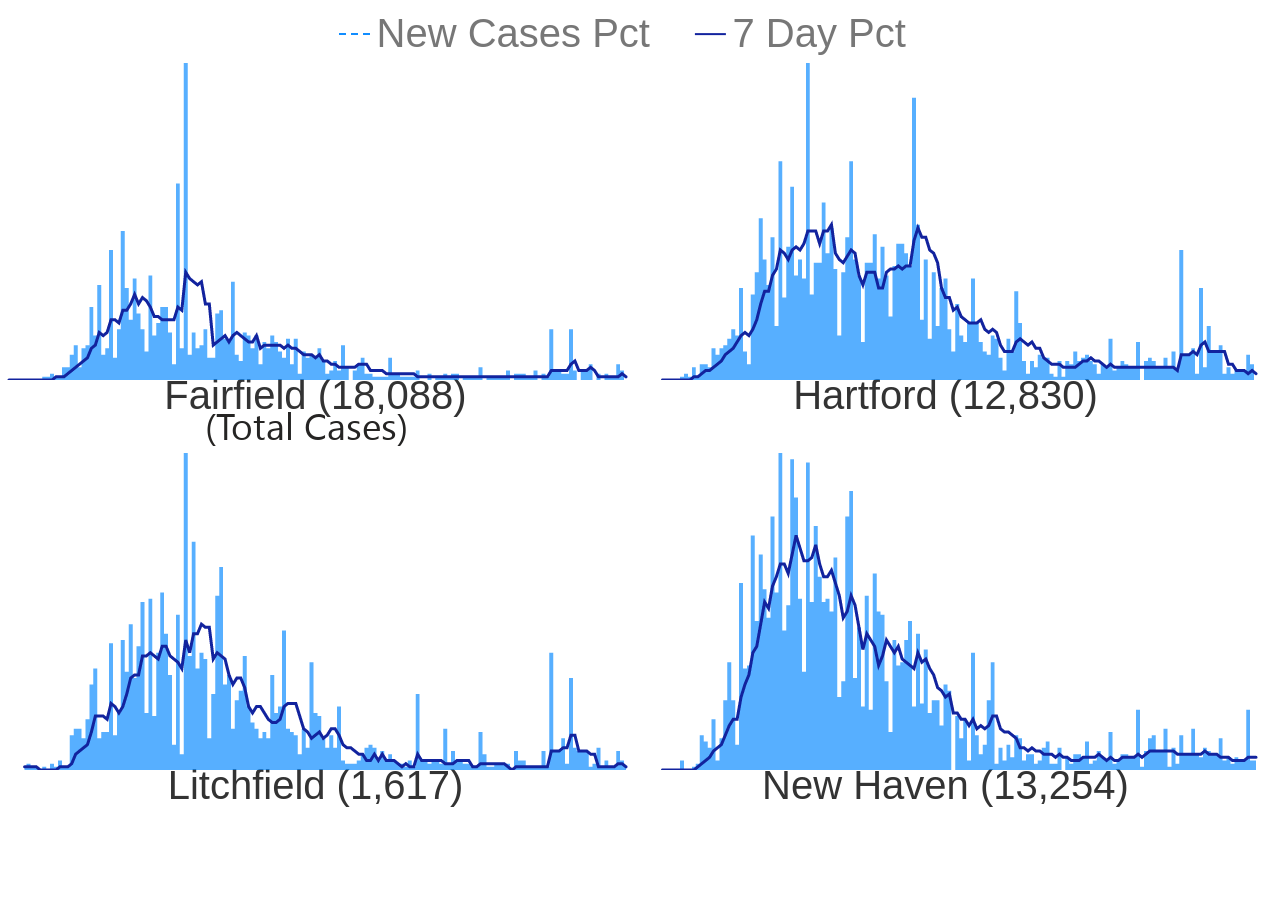 New Cases Pct 7 Day Pct
Fairfield (18,088)
(Total Cases)
Hartford (12,830)
Litchfield (1,617)
New Haven (13,254)